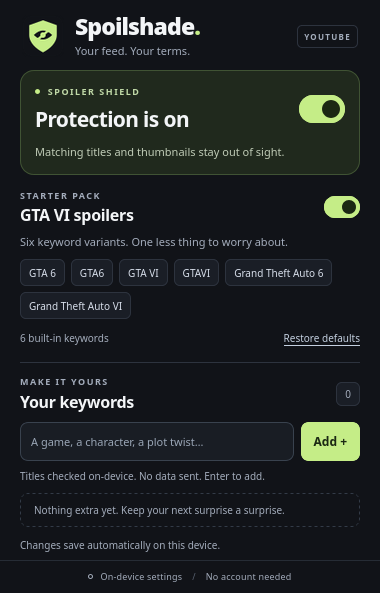 Spoilshade.
Your feed. Your terms.
YOUTUBE
SPOILER SHIELD
Protection is on
Matching titles and thumbnails stay out of sight.
STARTER PACK
GTA VI spoilers
Six keyword variants. One less thing to worry about.
GTA 6 GTA6 GTA VI GTAVI Grand Theft Auto 6
Grand Theft Auto VI
6 built-in keywords Restore defaults
MAKE IT YOURS
Your keywords
0
A game, a character, a plot twist… Add +
Titles checked on-device. No data sent. Enter to add.
Nothing extra yet. Keep your next surprise a surprise.
Changes save automatically on this device.
On-device settings / No account needed